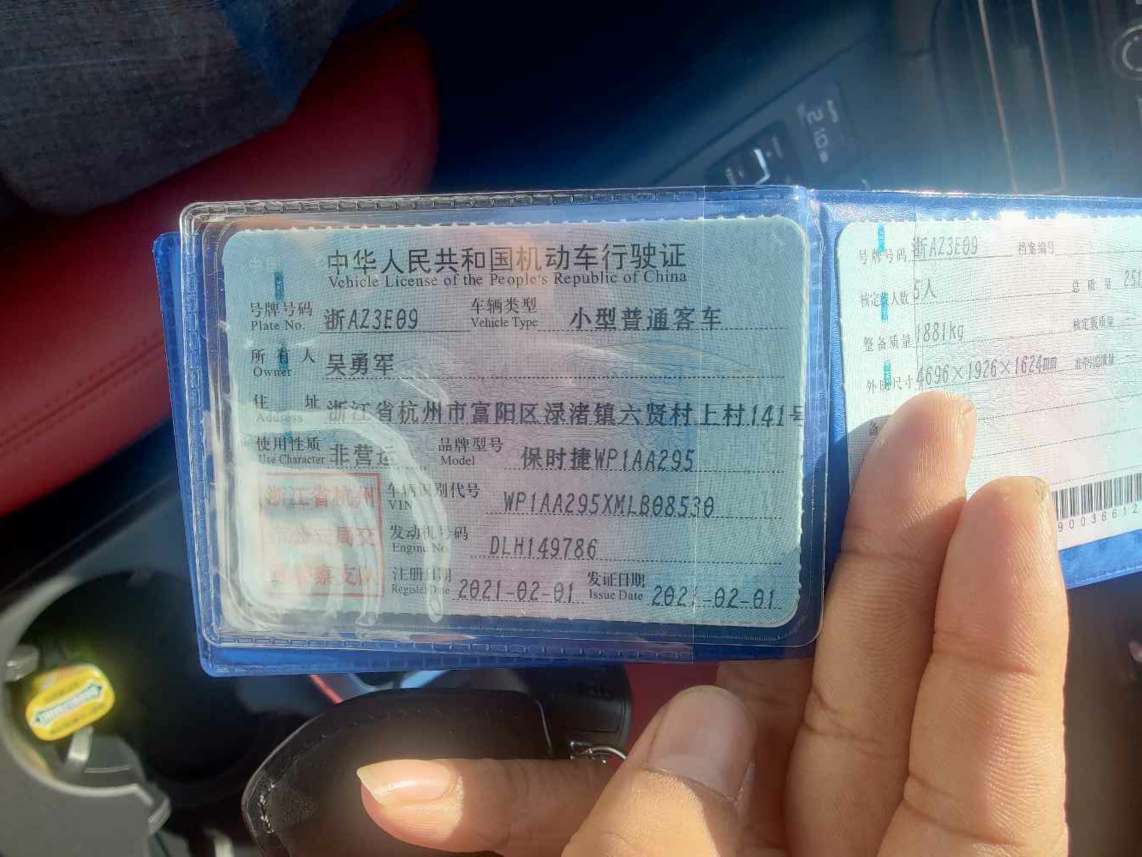 中华人民共和国机动车行驶证
Vehicle License of the People's Republic of China
号牌号码 浙AZ3E09 车辆类型 小型普通客车
Plate No. Vehicle Type
所有人 吴勇军
Owner
住址 浙江省杭州市富阳区渌渚镇六贤村上村141号
Address
使用性质 非营运 品牌型号 保时捷WP1AA295
Use Character Model
车辆识别代号 WP1AA295XMLB08530
VIN
浙江省杭州
发动机号码 DLH149786
Engine No.
注册日期 2021-02-01 发证日期 2021-02-01
Register Date Issue Date
号牌号码 浙AZ3E09 档案编号
核定载人数 5人 总质量
整备质量 1881kg 核定载质量
外廓尺寸 4696×1926×1624mm